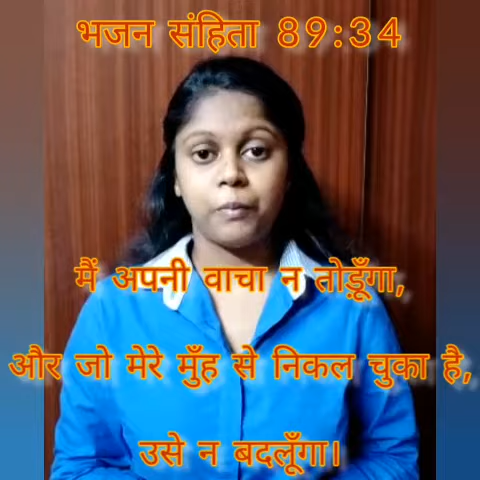 भजन संहिता 89:34
मैं अपनी वाचा न तोड़ूँगा,
और जो मेरे मुँह से निकल चुका है,
उसे न बदलूँगा।